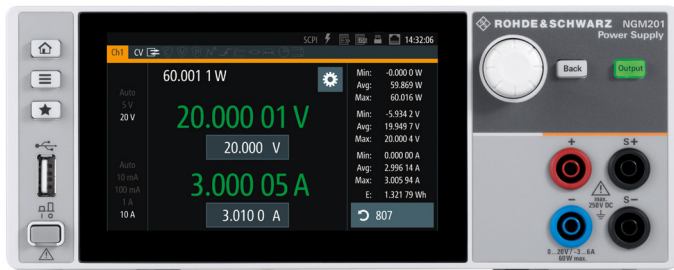 ROHDE&SCHWARZ NGM201
Power Supply
SCPI 14:32:06
Ch1 CV
60.001 1 W
Auto
5 V
20 V
20.000 01 V
20.000 V
Auto
10 mA
100 mA
1 A
10 A
3.000 05 A
3.010 0 A
Min: -0.000 0 W
Avg: 59.869 W
Max: 60.016 W
Min: -5.934 2 V
Avg: 19.949 7 V
Max: 20.000 4 V
Min: 0.000 00 A
Avg: 2.996 14 A
Max: 3.005 94 A
E: 1.321 79 Wh
807
Back
Output
+ S+
max.
250V DC
- S-
0...20V / -3...6A
60W max.